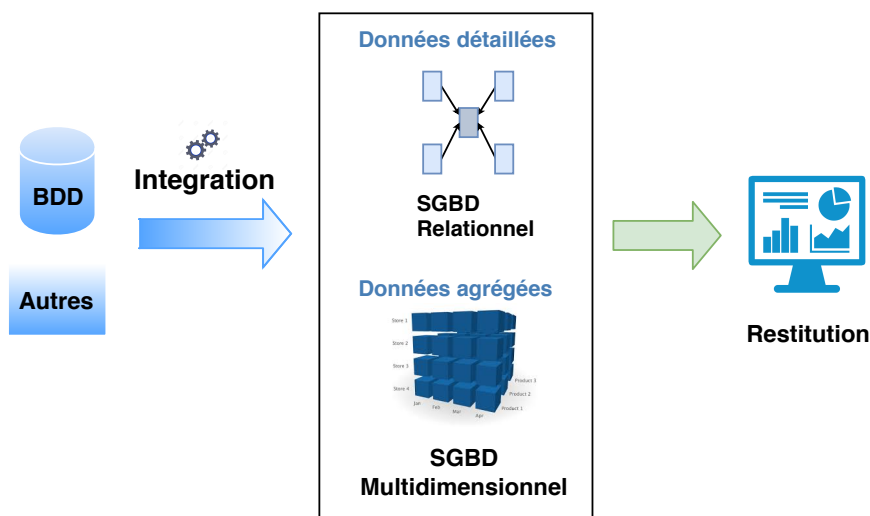 BDD
Autres
Integration
Données détaillées
SGBD
Relationnel
Données agrégées
Store 1
Store 2
Store 3
Store 4
Jan
Feb
Mar
Apr
Product 3
Product 2
Product 1
SGBD
Multidimensionnel
Restitution